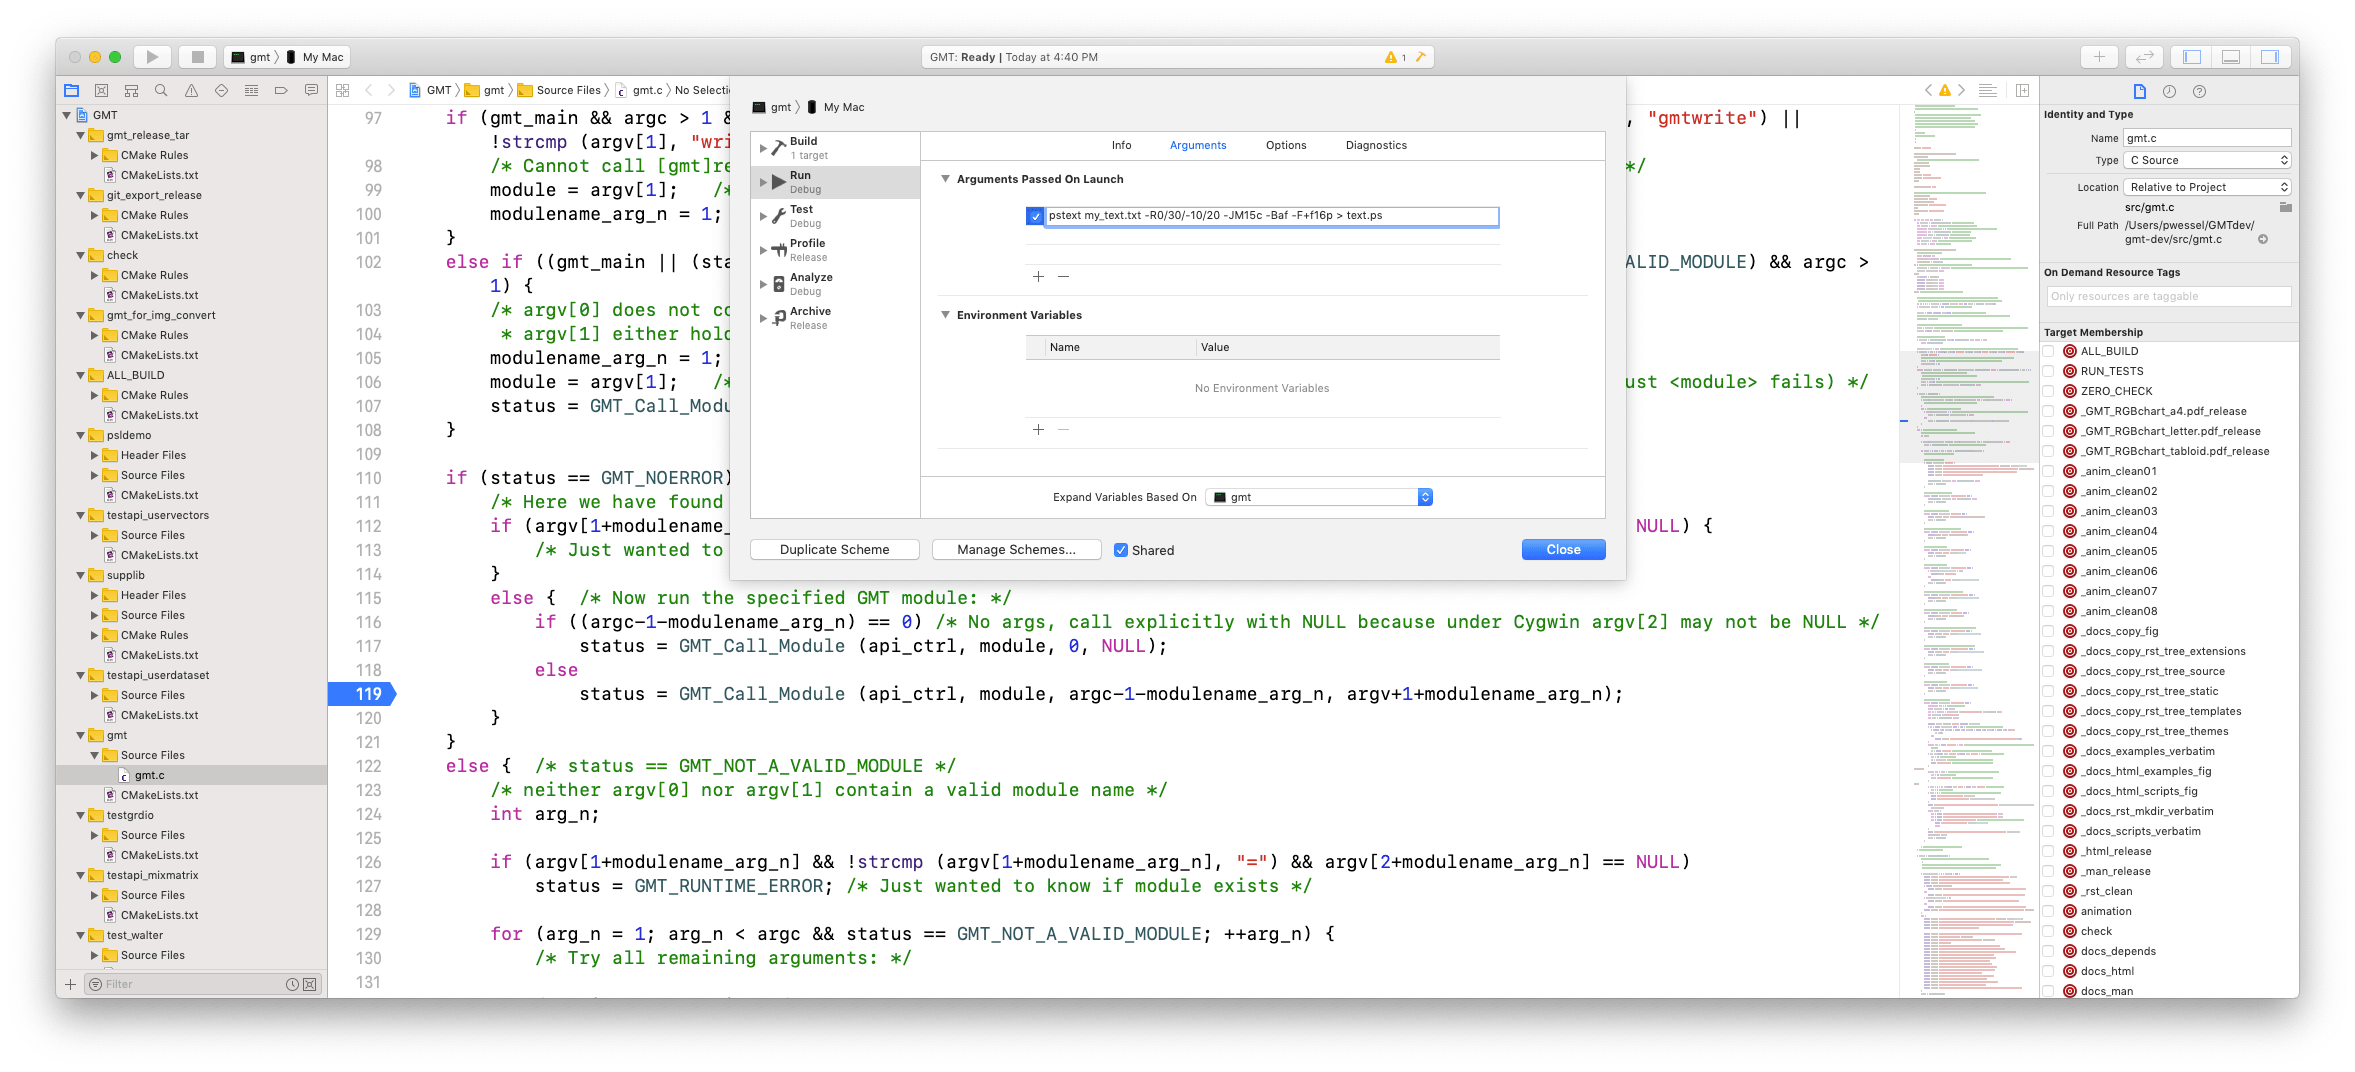 gmt 〉 My Mac
GMT: Ready | Today at 4:40 PM
1
GMT
gmt_release_tar
CMake Rules
CMakeLists.txt
git_export_release
CMake Rules
CMakeLists.txt
check
CMake Rules
CMakeLists.txt
gmt_for_img_convert
CMake Rules
CMakeLists.txt
ALL_BUILD
CMake Rules
CMakeLists.txt
psldemo
Header Files
Source Files
CMakeLists.txt
testapi_uservectors
Source Files
CMakeLists.txt
supplib
Header Files
Source Files
CMake Rules
CMakeLists.txt
testapi_userdataset
Source Files
CMakeLists.txt
gmt
Source Files
gmt.c
CMakeLists.txt
testgrdio
Source Files
CMakeLists.txt
testapi_mixmatrix
Source Files
CMakeLists.txt
test_walter
Source Files
Filter
GMT 〉 gmt 〉 Source Files 〉 gmt.c 〉 No Selecti
97 if (gmt_main && argc > 1 & , "gmtwrite") ||
!strcmp (argv[1], "wri
98 /* Cannot call [gmt]re */
99 module = argv[1]; /*
100 modulename_arg_n = 1;
101 }
102 else if ((gmt_main || (sta ALID_MODULE) && argc >
1) {
103 /* argv[0] does not co
104 * argv[1] either hold
105 modulename_arg_n = 1;
106 module = argv[1]; /* ust <module> fails) */
107 status = GMT_Call_Modu
108 }
109
110 if (status == GMT_NOERROR)
111 /* Here we have found
112 if (argv[1+modulename_ NULL) {
113 /* Just wanted to
114 }
115 else { /* Now run the specified GMT module: */
116 if ((argc-1-modulename_arg_n) == 0) /* No args, call explicitly with NULL because under Cygwin argv[2] may not be NULL */
117 status = GMT_Call_Module (api_ctrl, module, 0, NULL);
118 else
119 status = GMT_Call_Module (api_ctrl, module, argc-1-modulename_arg_n, argv+1+modulename_arg_n);
120 }
121 }
122 else { /* status == GMT_NOT_A_VALID_MODULE */
123 /* neither argv[0] nor argv[1] contain a valid module name */
124 int arg_n;
125
126 if (argv[1+modulename_arg_n] && !strcmp (argv[1+modulename_arg_n], "=") && argv[2+modulename_arg_n] == NULL)
127 status = GMT_RUNTIME_ERROR; /* Just wanted to know if module exists */
128
129 for (arg_n = 1; arg_n < argc && status == GMT_NOT_A_VALID_MODULE; ++arg_n) {
130 /* Try all remaining arguments: */
131
gmt 〉 My Mac
Build
1 target
Run
Debug
Test
Debug
Profile
Release
Analyze
Debug
Archive
Release
Info Arguments Options Diagnostics
Arguments Passed On Launch
pstext my_text.txt -R0/30/-10/20 -JM15c -Baf -F+f16p > text.ps
Environment Variables
Name Value
No Environment Variables
Expand Variables Based On gmt
Duplicate Scheme Manage Schemes... Shared Close
Identity and Type
Name gmt.c
Type C Source
Location Relative to Project
src/gmt.c
Full Path /Users/pwessel/GMTdev/
gmt-dev/src/gmt.c
On Demand Resource Tags
Only resources are taggable
Target Membership
ALL_BUILD
RUN_TESTS
ZERO_CHECK
_GMT_RGBchart_a4.pdf_release
_GMT_RGBchart_letter.pdf_release
_GMT_RGBchart_tabloid.pdf_release
_anim_clean01
_anim_clean02
_anim_clean03
_anim_clean04
_anim_clean05
_anim_clean06
_anim_clean07
_anim_clean08
_docs_copy_fig
_docs_copy_rst_tree_extensions
_docs_copy_rst_tree_source
_docs_copy_rst_tree_static
_docs_copy_rst_tree_templates
_docs_copy_rst_tree_themes
_docs_examples_verbatim
_docs_html_examples_fig
_docs_html_scripts_fig
_docs_rst_mkdir_verbatim
_docs_scripts_verbatim
_html_release
_man_release
_rst_clean
animation
check
docs_depends
docs_html
docs_man